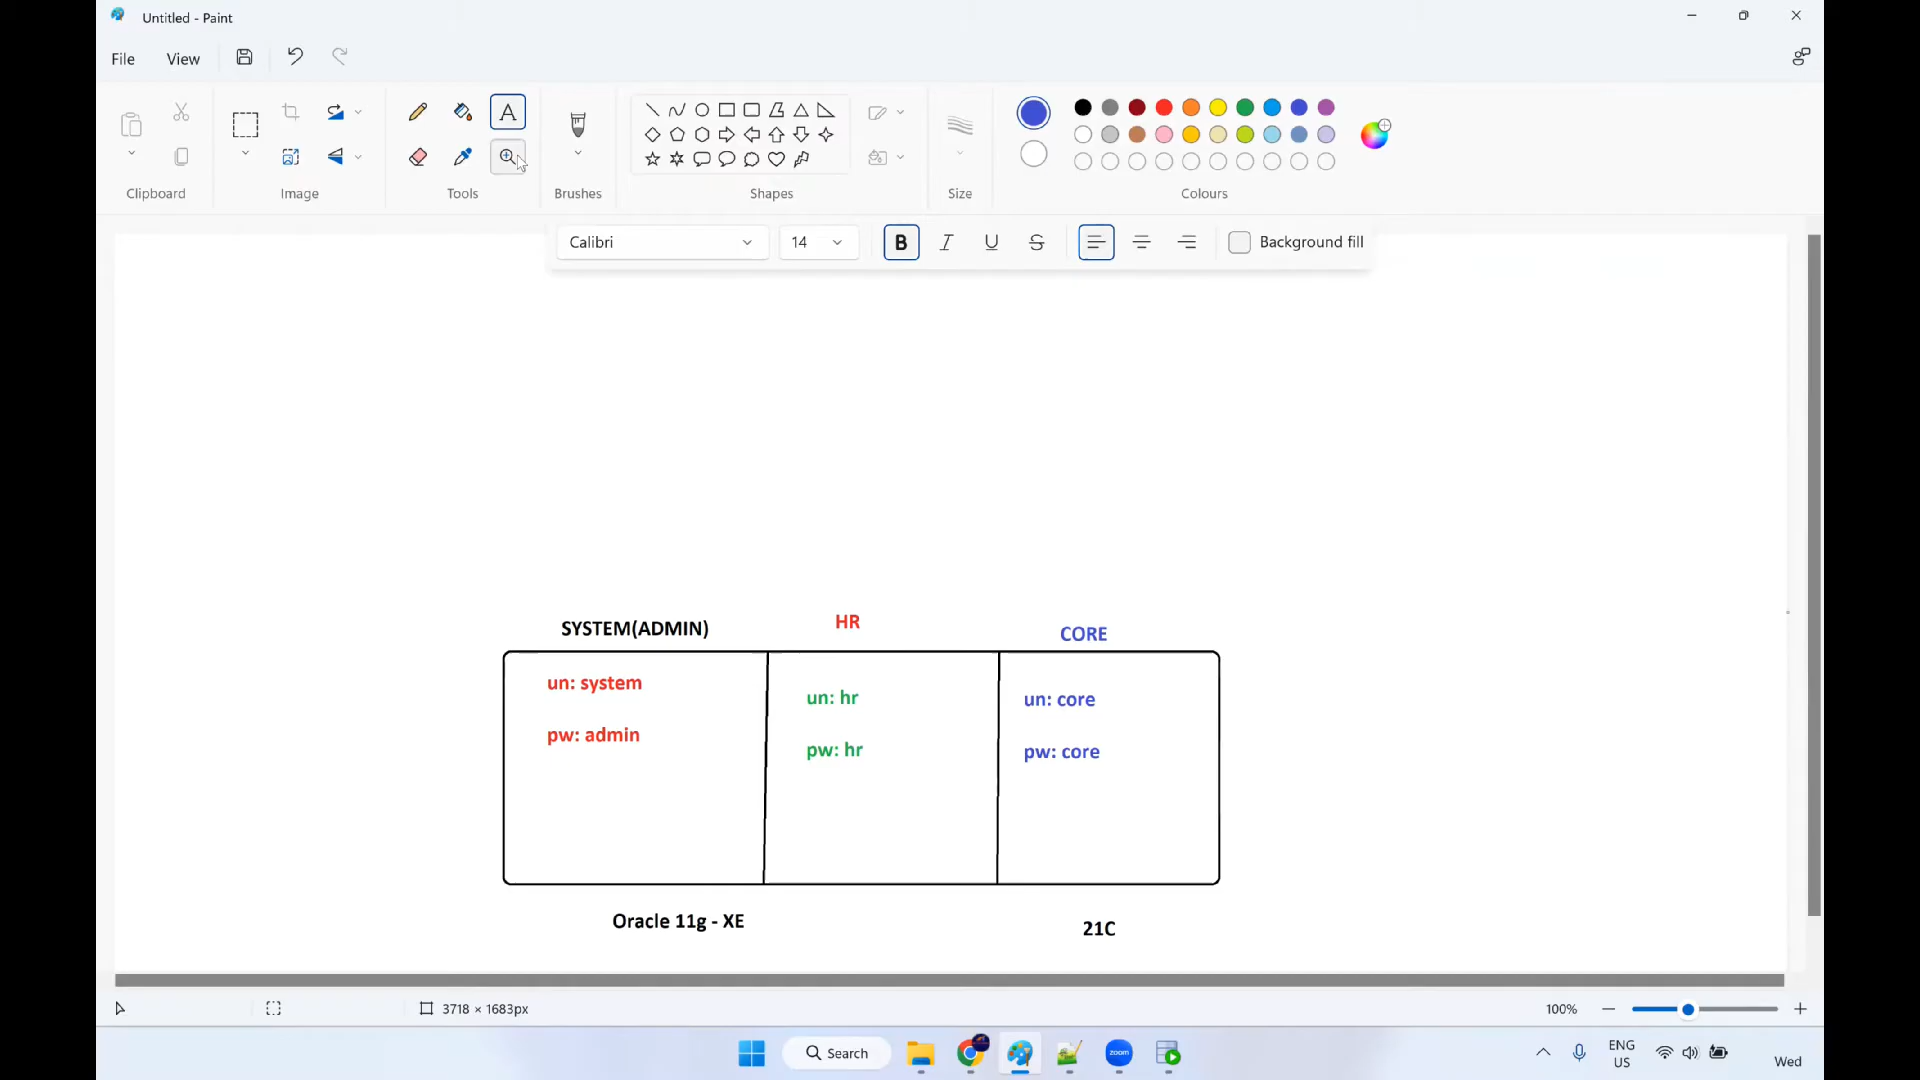 Untitled - Paint
File
View
Clipboard
Image
Tools
Brushes
Shapes
Size
Colours
Calibri
14
B
I
U
S
Background fill
SYSTEM(ADMIN)
HR
CORE
un: system
pw: admin
un: hr
pw: hr
un: core
pw: core
Oracle 11g - XE
21C
3718 × 1683px
100%
Search
zoom
ENG
US
Wed